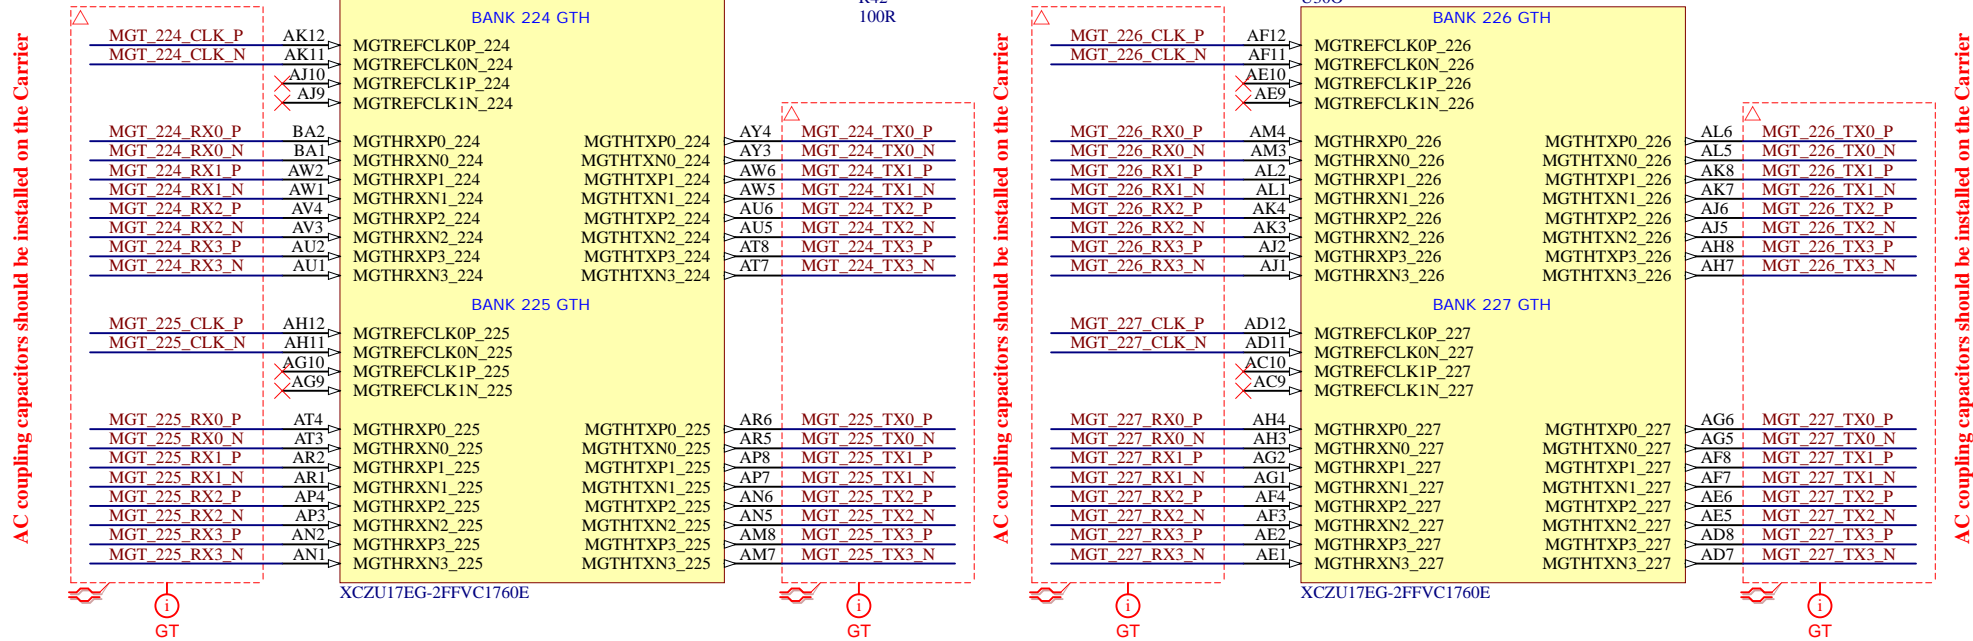 R42
100R
U30G
AC coupling capacitors should be installed on the Carrier
BANK 224 GTH
MGT_224_CLK_P AK12 MGTREFCLK0P_224
MGT_224_CLK_N AK11 MGTREFCLK0N_224
AJ10 MGTREFCLK1P_224
AJ9 MGTREFCLK1N_224
MGT_224_RX0_P BA2 MGTHRXP0_224 MGTHTXP0_224 AY4 MGT_224_TX0_P
MGT_224_RX0_N BA1 MGTHRXN0_224 MGTHTXN0_224 AY3 MGT_224_TX0_N
MGT_224_RX1_P AW2 MGTHRXP1_224 MGTHTXP1_224 AW6 MGT_224_TX1_P
MGT_224_RX1_N AW1 MGTHRXN1_224 MGTHTXN1_224 AW5 MGT_224_TX1_N
MGT_224_RX2_P AV4 MGTHRXP2_224 MGTHTXP2_224 AU6 MGT_224_TX2_P
MGT_224_RX2_N AV3 MGTHRXN2_224 MGTHTXN2_224 AU5 MGT_224_TX2_N
MGT_224_RX3_P AU2 MGTHRXP3_224 MGTHTXP3_224 AT8 MGT_224_TX3_P
MGT_224_RX3_N AU1 MGTHRXN3_224 MGTHTXN3_224 AT7 MGT_224_TX3_N
BANK 225 GTH
MGT_225_CLK_P AH12 MGTREFCLK0P_225
MGT_225_CLK_N AH11 MGTREFCLK0N_225
AG10 MGTREFCLK1P_225
AG9 MGTREFCLK1N_225
MGT_225_RX0_P AT4 MGTHRXP0_225 MGTHTXP0_225 AR6 MGT_225_TX0_P
MGT_225_RX0_N AT3 MGTHRXN0_225 MGTHTXN0_225 AR5 MGT_225_TX0_N
MGT_225_RX1_P AR2 MGTHRXP1_225 MGTHTXP1_225 AP8 MGT_225_TX1_P
MGT_225_RX1_N AR1 MGTHRXN1_225 MGTHTXN1_225 AP7 MGT_225_TX1_N
MGT_225_RX2_P AP4 MGTHRXP2_225 MGTHTXP2_225 AN6 MGT_225_TX2_P
MGT_225_RX2_N AP3 MGTHRXN2_225 MGTHTXN2_225 AN5 MGT_225_TX2_N
MGT_225_RX3_P AN2 MGTHRXP3_225 MGTHTXP3_225 AM8 MGT_225_TX3_P
MGT_225_RX3_N AN1 MGTHRXN3_225 MGTHTXN3_225 AM7 MGT_225_TX3_N
XCZU17EG-2FFVC1760E
i
GT
i
GT
AC coupling capacitors should be installed on the Carrier
BANK 226 GTH
MGT_226_CLK_P AF12 MGTREFCLK0P_226
MGT_226_CLK_N AF11 MGTREFCLK0N_226
AE10 MGTREFCLK1P_226
AE9 MGTREFCLK1N_226
MGT_226_RX0_P AM4 MGTHRXP0_226 MGTHTXP0_226 AL6 MGT_226_TX0_P
MGT_226_RX0_N AM3 MGTHRXN0_226 MGTHTXN0_226 AL5 MGT_226_TX0_N
MGT_226_RX1_P AL2 MGTHRXP1_226 MGTHTXP1_226 AK8 MGT_226_TX1_P
MGT_226_RX1_N AL1 MGTHRXN1_226 MGTHTXN1_226 AK7 MGT_226_TX1_N
MGT_226_RX2_P AK4 MGTHRXP2_226 MGTHTXP2_226 AJ6 MGT_226_TX2_P
MGT_226_RX2_N AK3 MGTHRXN2_226 MGTHTXN2_226 AJ5 MGT_226_TX2_N
MGT_226_RX3_P AJ2 MGTHRXP3_226 MGTHTXP3_226 AH8 MGT_226_TX3_P
MGT_226_RX3_N AJ1 MGTHRXN3_226 MGTHTXN3_226 AH7 MGT_226_TX3_N
BANK 227 GTH
MGT_227_CLK_P AD12 MGTREFCLK0P_227
MGT_227_CLK_N AD11 MGTREFCLK0N_227
AC10 MGTREFCLK1P_227
AC9 MGTREFCLK1N_227
MGT_227_RX0_P AH4 MGTHRXP0_227 MGTHTXP0_227 AG6 MGT_227_TX0_P
MGT_227_RX0_N AH3 MGTHRXN0_227 MGTHTXN0_227 AG5 MGT_227_TX0_N
MGT_227_RX1_P AG2 MGTHRXP1_227 MGTHTXP1_227 AF8 MGT_227_TX1_P
MGT_227_RX1_N AG1 MGTHRXN1_227 MGTHTXN1_227 AF7 MGT_227_TX1_N
MGT_227_RX2_P AF4 MGTHRXP2_227 MGTHTXP2_227 AE6 MGT_227_TX2_P
MGT_227_RX2_N AF3 MGTHRXN2_227 MGTHTXN2_227 AE5 MGT_227_TX2_N
MGT_227_RX3_P AE2 MGTHRXP3_227 MGTHTXP3_227 AD8 MGT_227_TX3_P
MGT_227_RX3_N AE1 MGTHRXN3_227 MGTHTXN3_227 AD7 MGT_227_TX3_N
XCZU17EG-2FFVC1760E
i
GT
i
GT
AC coupling capacitors should be installed on the Carrier